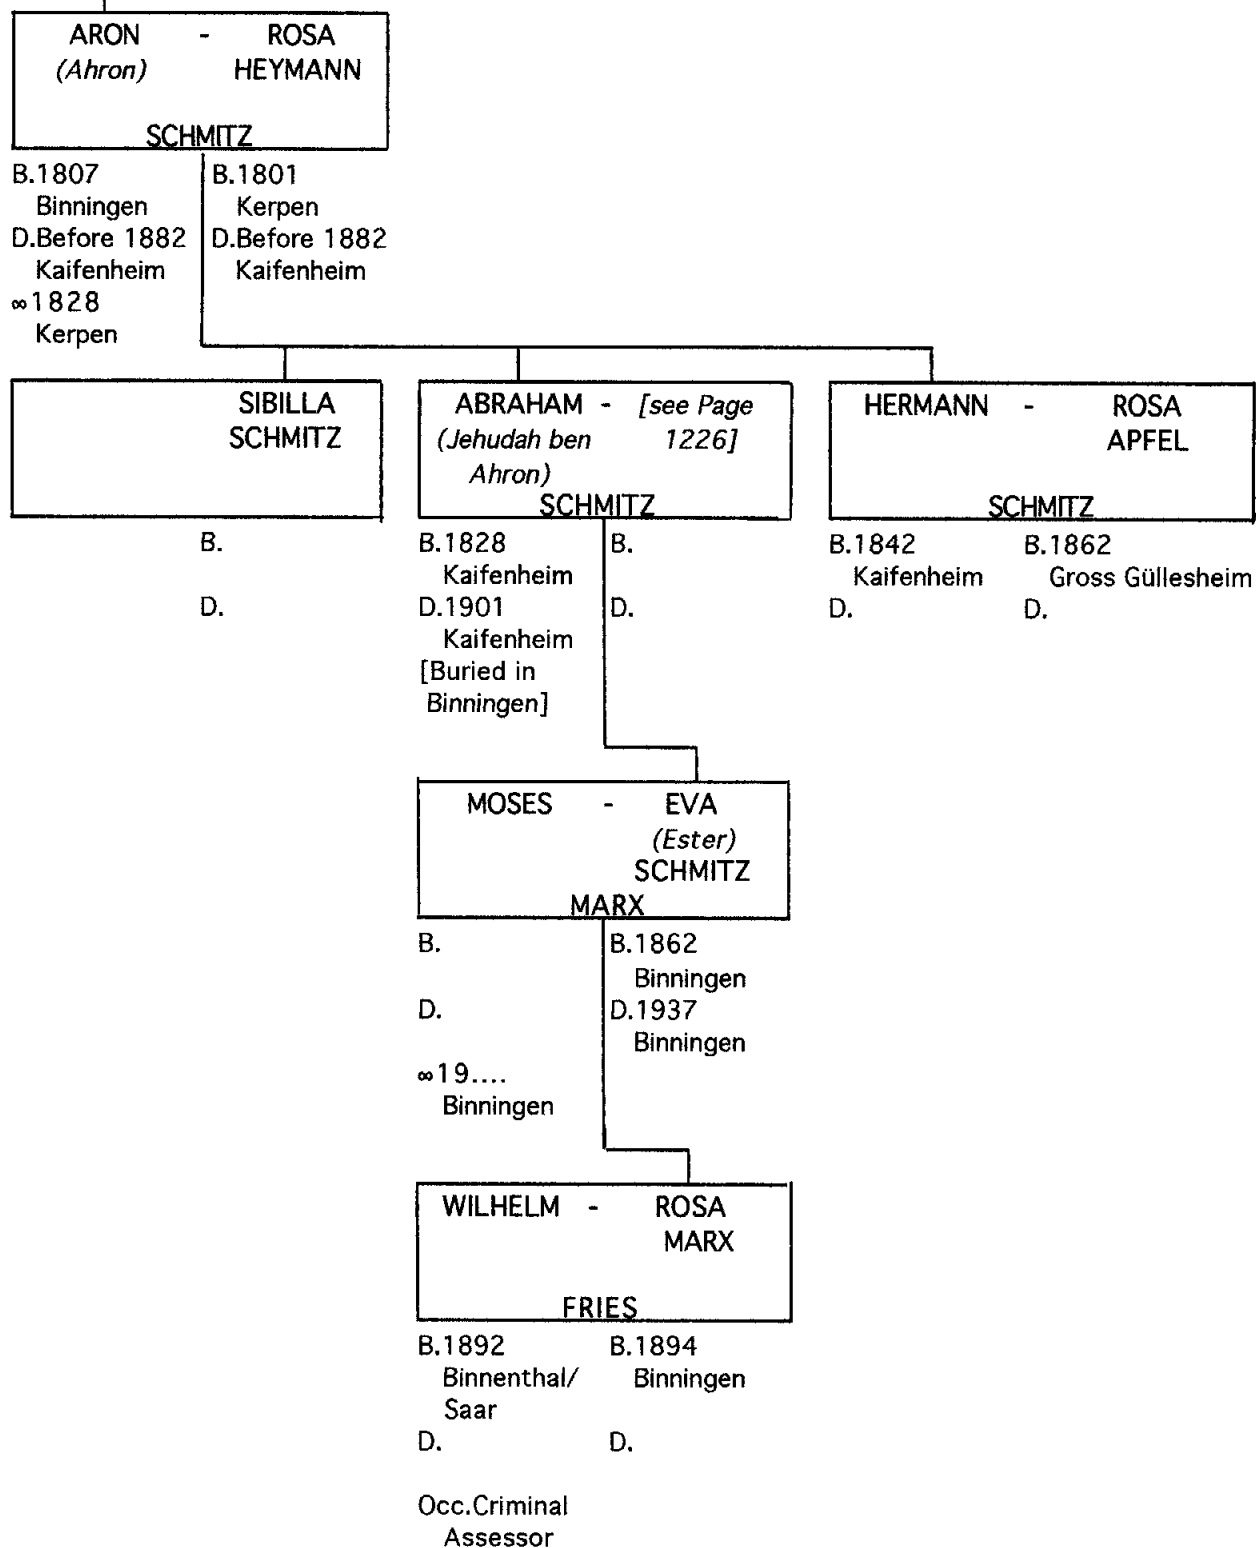 ARON - ROSA
(Ahron) HEYMANN
SCHMITZ
B.1807
Binningen
D.Before 1882
Kaifenheim
∞1828
Kerpen
B.1801
Kerpen
D.Before 1882
Kaifenheim
SIBILLA
SCHMITZ
B.
D.
ABRAHAM - [see Page
(Jehudah ben 1226]
Ahron)
SCHMITZ
B.1828
Kaifenheim
D.1901
Kaifenheim
[Buried in
Binningen]
B.
D.
HERMANN - ROSA
APFEL
SCHMITZ
B.1842
Kaifenheim
D.
B.1862
Gross Güllesheim
D.
MOSES - EVA
(Ester)
SCHMITZ
MARX
B.
D.
∞19....
Binningen
B.1862
Binningen
D.1937
Binningen
WILHELM - ROSA
MARX
FRIES
B.1892
Binnenthal/
Saar
D.
Occ.Criminal
Assessor
B.1894
Binningen
D.